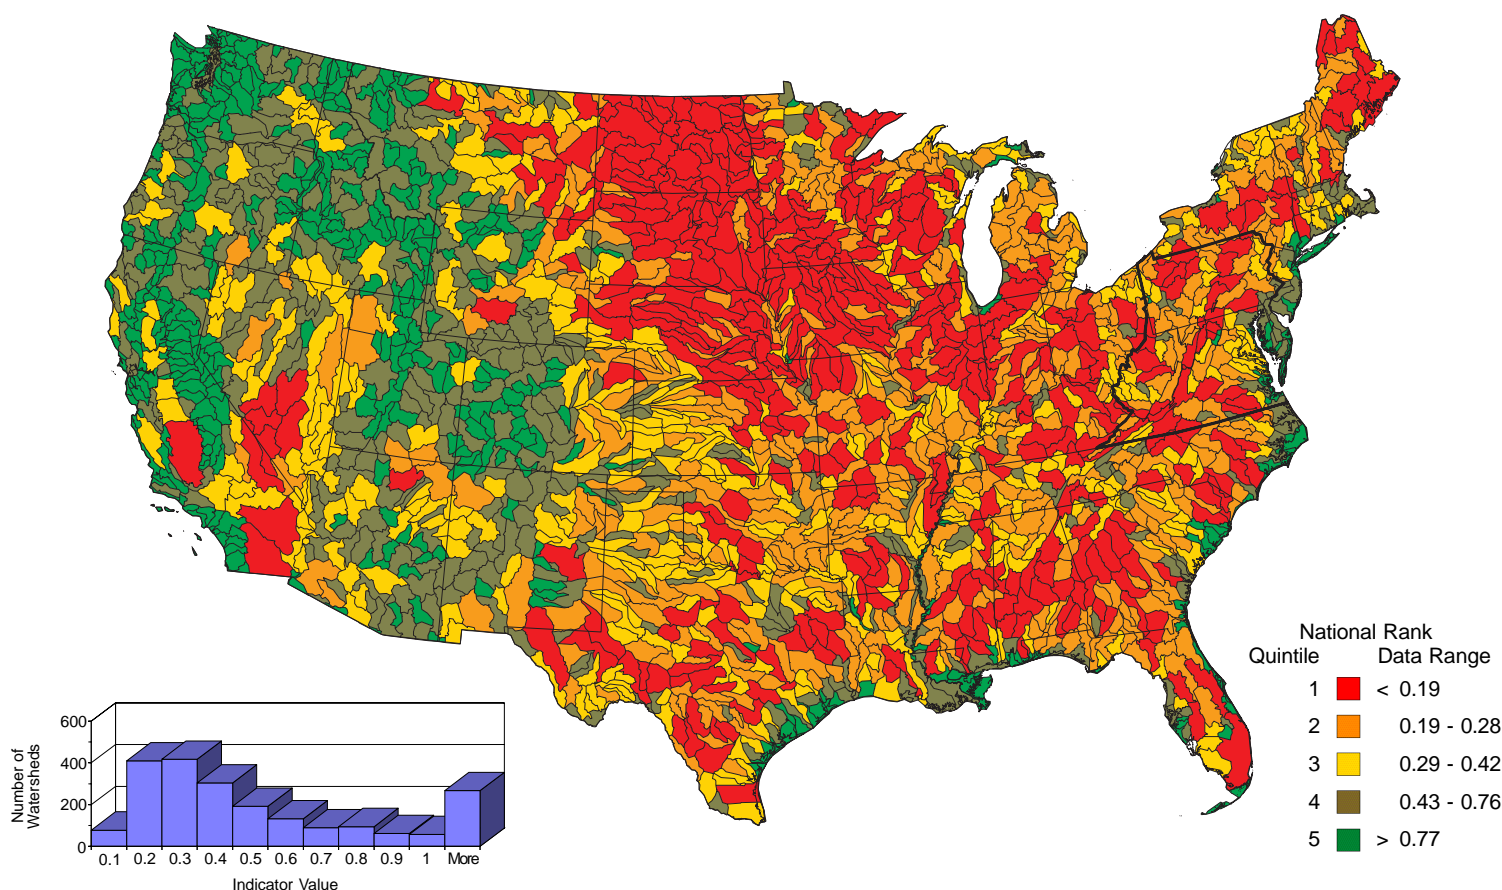 National Rank
Quintile Data Range
1 < 0.19
2 0.19 - 0.28
3 0.29 - 0.42
4 0.43 - 0.76
5 > 0.77
600
400
200
0
Number of
Watersheds
0.1 0.2 0.3 0.4 0.5 0.6 0.7 0.8 0.9 1 More
Indicator Value